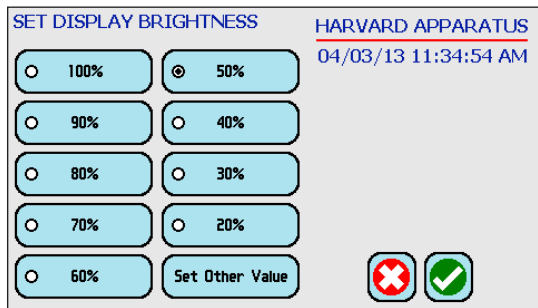 SET DISPLAY BRIGHTNESS
HARVARD APPARATUS
04/03/13 11:34:54 AM
100%
50%
90%
40%
80%
30%
70%
20%
60%
Set Other Value